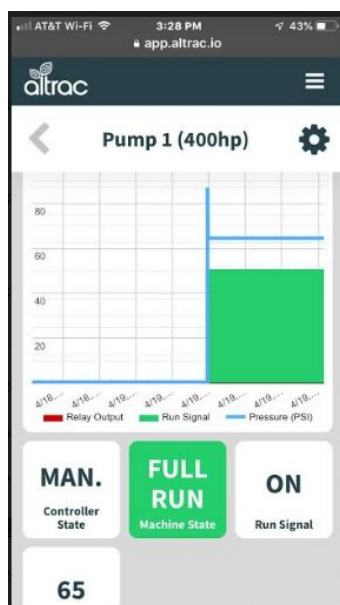 AT&T Wi-Fi 3:28 PM 43%
app.altrac.io
altrac
Pump 1 (400hp)
80
60
40
20
4/18... 4/18... 4/19... 4/19... 4/19... 4/19... 4/19... 4/19...
Relay Output Run Signal Pressure (PSI)
MAN. FULL RUN ON
Controller State Machine State Run Signal
65